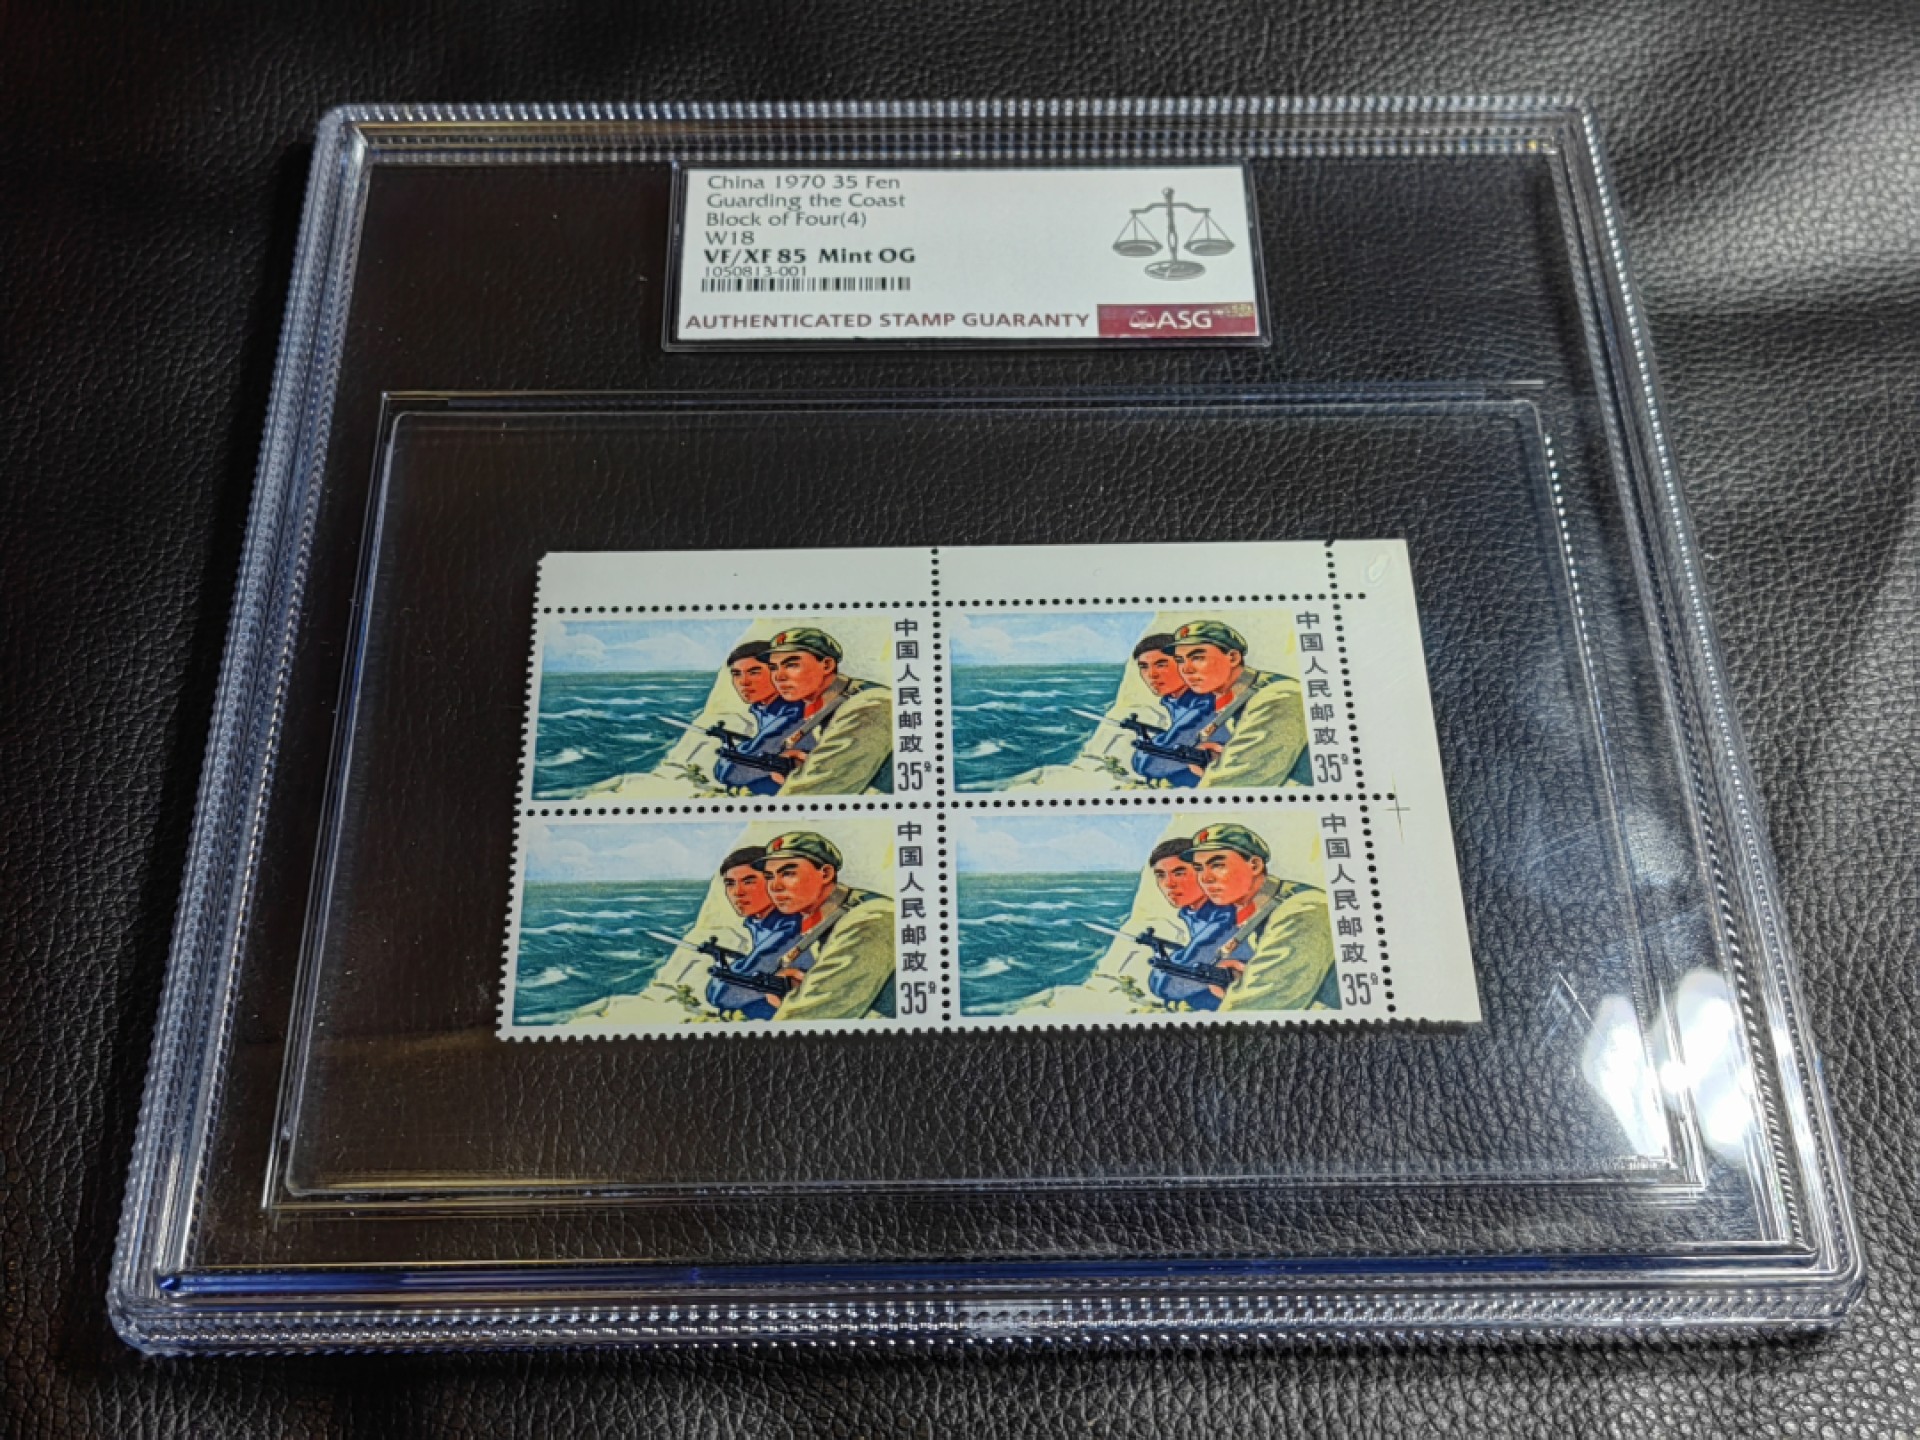 China 1970 35 Fen
Guarding the Coast
Block of Four(4)
W18
VF/XF 85 Mint OG
1050813-001
AUTHENTICATED STAMP GUARANTY
ASG
中国人民邮政
35分
中国人民邮政
35分
中国人民邮政
35分
中国人民邮政
35分